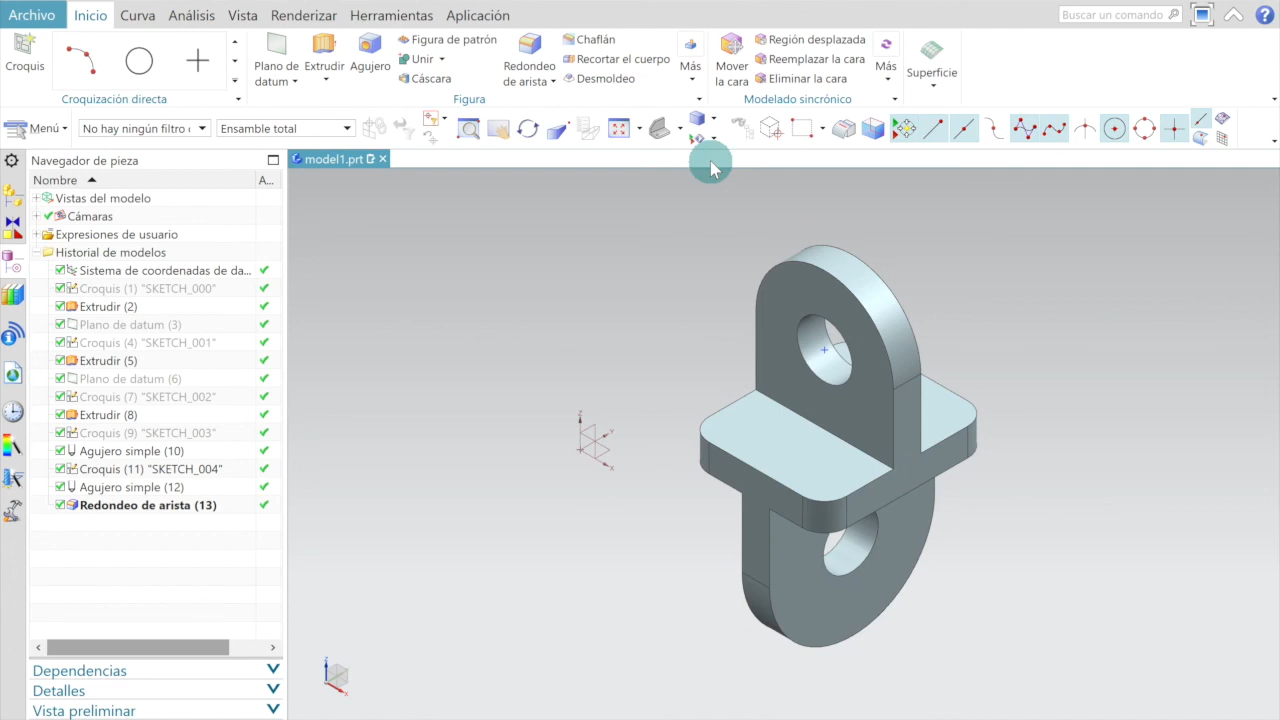 Archivo Inicio Curva Análisis Vista Renderizar Herramientas Aplicación Buscar un comando
Croquis
Croquización directa
Plano de datum
Extrudir
Agujero
Figura de patrón
Unir
Cáscara
Redondeo de arista
Chaflán
Recortar el cuerpo
Desmoldeo
Más
Figura
Mover la cara
Región desplazada
Reemplazar la cara
Eliminar la cara
Más
Modelado sincrónico
Superficie
Menú No hay ningún filtro Ensamble total
Navegador de pieza
model1.prt
Nombre A...
Vistas del modelo
Cámaras
Expresiones de usuario
Historial de modelos
Sistema de coordenadas de da...
Croquis (1) "SKETCH_000"
Extrudir (2)
Plano de datum (3)
Croquis (4) "SKETCH_001"
Extrudir (5)
Plano de datum (6)
Croquis (7) "SKETCH_002"
Extrudir (8)
Croquis (9) "SKETCH_003"
Agujero simple (10)
Croquis (11) "SKETCH_004"
Agujero simple (12)
Redondeo de arista (13)
Dependencias
Detalles
Vista preliminar
Z
Y
X
Z
X